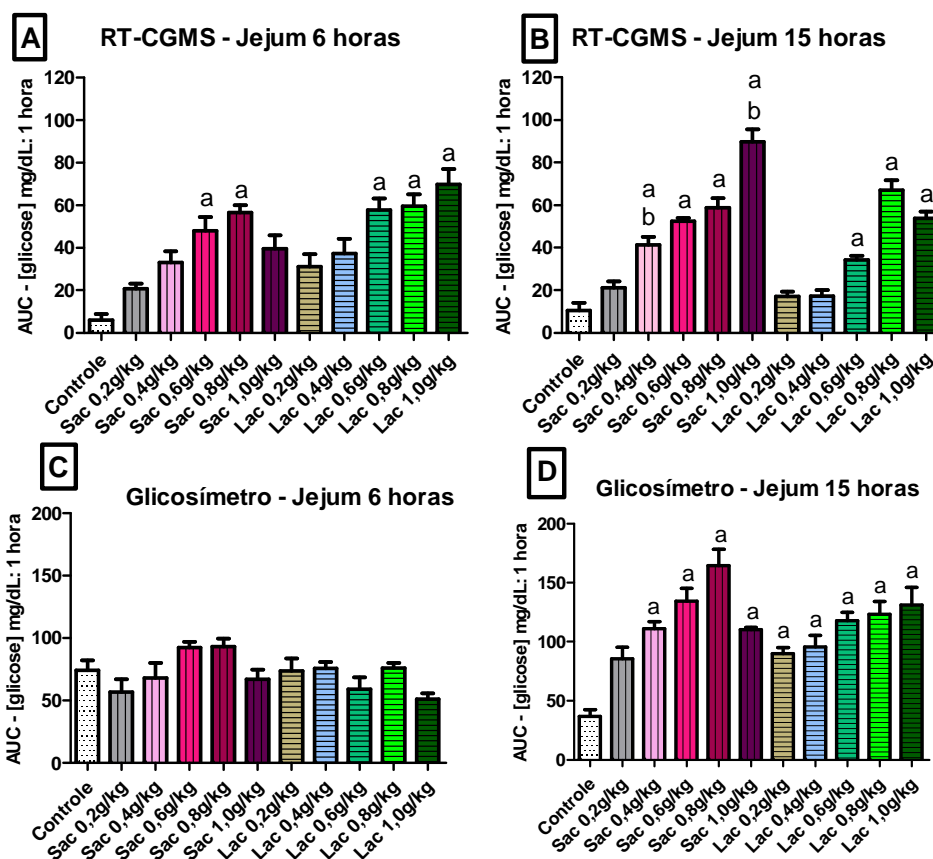 A
RT-CGMS - Jejum 6 horas
AUC - [glicose] mg/dL: 1 hora
120
100
80
60
40
20
0
a
a
a
a
a
Controle
Sac 0,2g/kg
Sac 0,4g/kg
Sac 0,6g/kg
Sac 0,8g/kg
Sac 1,0g/kg
Lac 0,2g/kg
Lac 0,4g/kg
Lac 0,6g/kg
Lac 0,8g/kg
Lac 1,0g/kg
B
RT-CGMS - Jejum 15 horas
AUC - [glicose] mg/dL: 1 hora
120
100
80
60
40
20
0
a
b
a
a
a
b
a
a
a
Controle
Sac 0,2g/kg
Sac 0,4g/kg
Sac 0,6g/kg
Sac 0,8g/kg
Sac 1,0g/kg
Lac 0,2g/kg
Lac 0,4g/kg
Lac 0,6g/kg
Lac 0,8g/kg
Lac 1,0g/kg
C
Glicosímetro - Jejum 6 horas
AUC - [glicose] mg/dL: 1 hora
200
150
100
50
0
Controle
Sac 0,2g/kg
Sac 0,4g/kg
Sac 0,6g/kg
Sac 0,8g/kg
Sac 1,0g/kg
Lac 0,2g/kg
Lac 0,4g/kg
Lac 0,6g/kg
Lac 0,8g/kg
Lac 1,0g/kg
D
Glicosímetro - Jejum 15 horas
AUC - [glicose] mg/dL: 1 hora
200
150
100
50
0
a
a
a
a
a
a
a
a
a
Controle
Sac 0,2g/kg
Sac 0,4g/kg
Sac 0,6g/kg
Sac 0,8g/kg
Sac 1,0g/kg
Lac 0,2g/kg
Lac 0,4g/kg
Lac 0,6g/kg
Lac 0,8g/kg
Lac 1,0g/kg